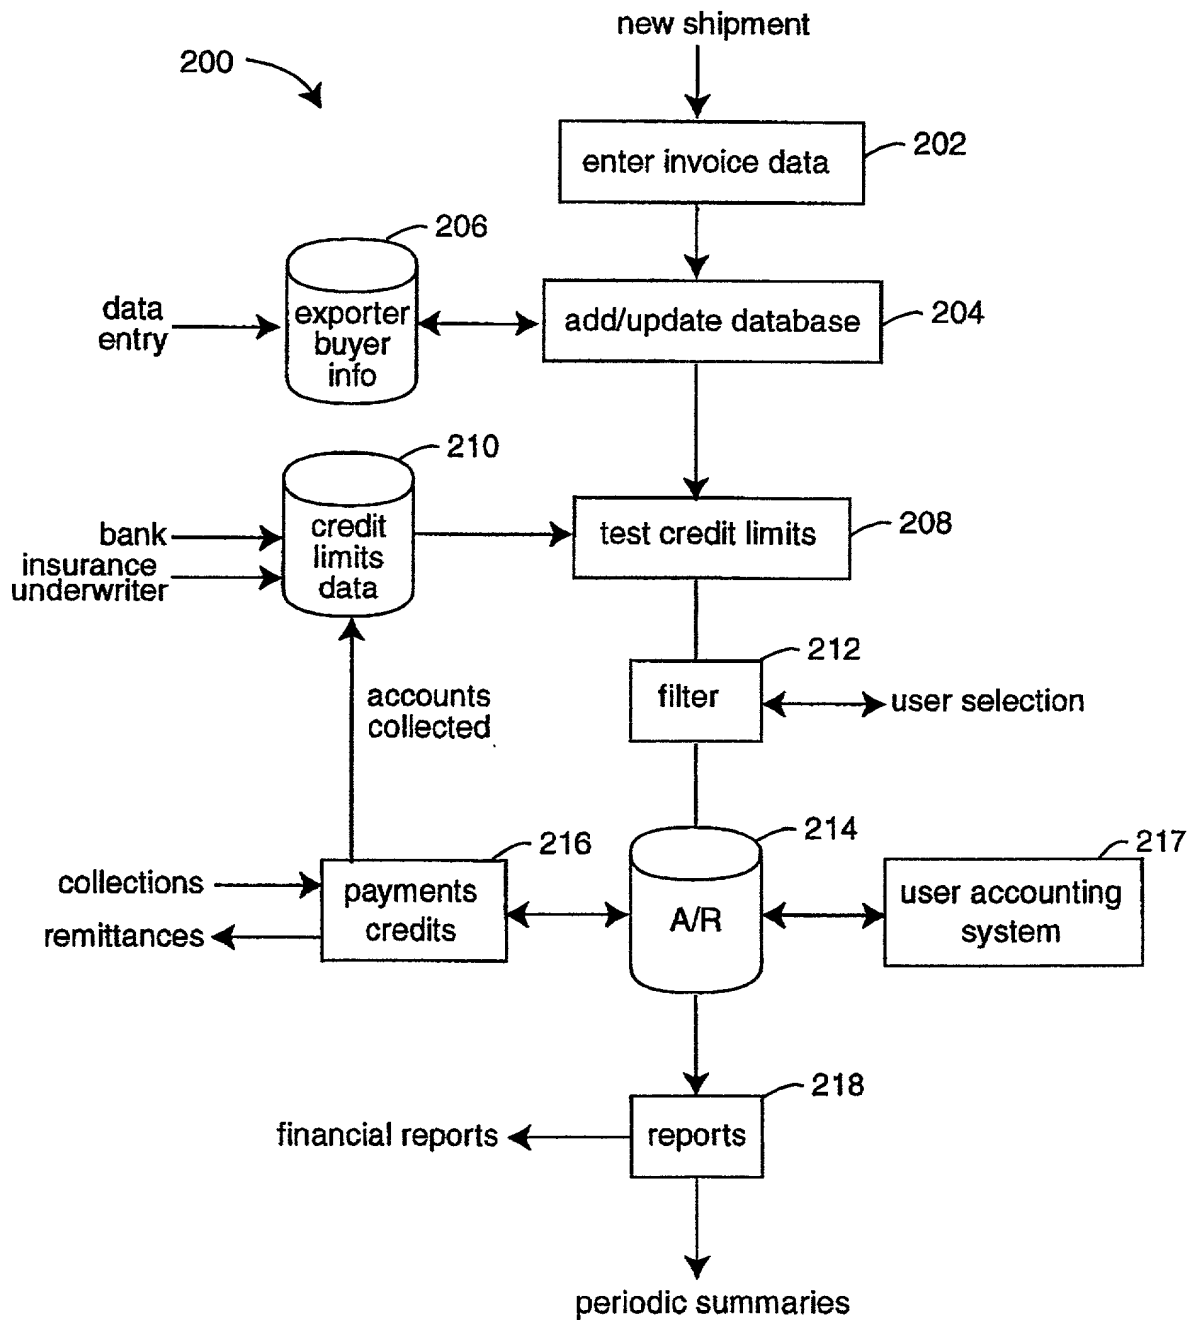 new shipment
200
enter invoice data
202
206
data
entry
exporter
buyer
info
add/update database
204
210
bank
insurance
underwriter
credit
limits
data
test credit limits
208
212
filter
user selection
accounts
collected
214
216
217
collections
remittances
payments
credits
A/R
user accounting
system
218
financial reports
reports
periodic summaries